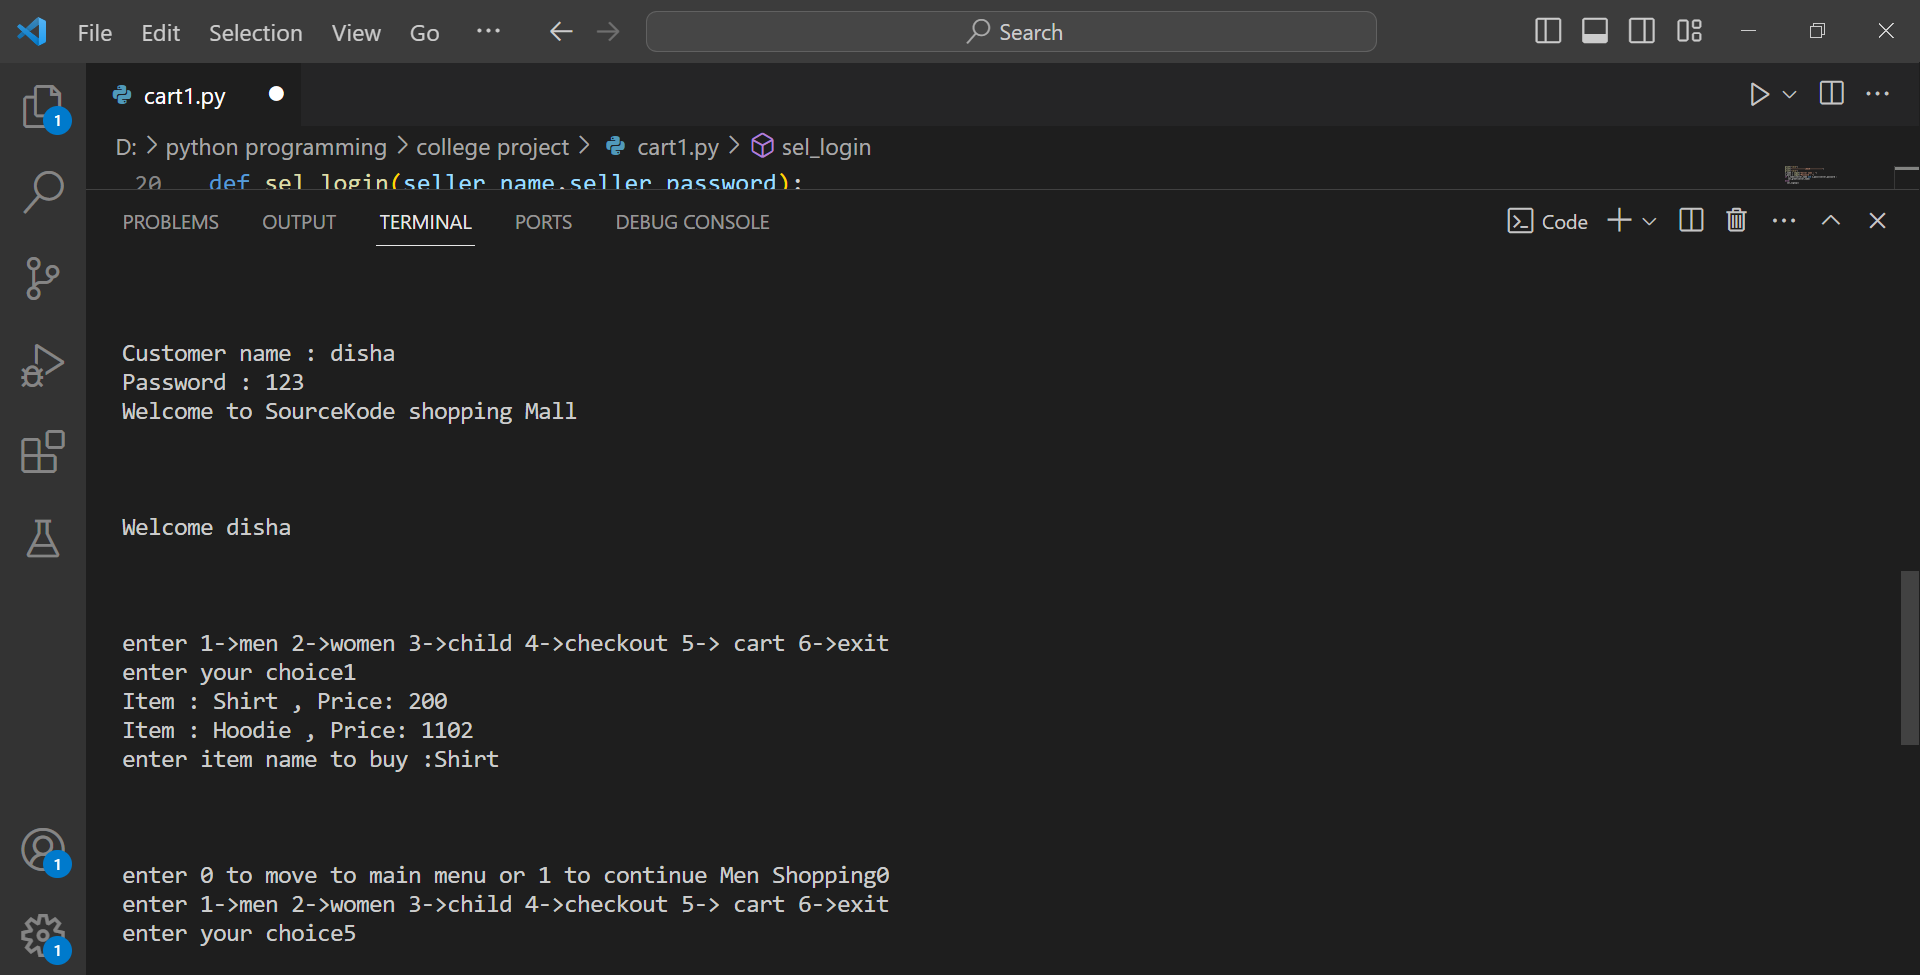 File Edit Selection View Go ··· Search
cart1.py
1
D: > python programming > college project > cart1.py > sel_login
20 def sel_login(seller_name,seller_password):
PROBLEMS OUTPUT TERMINAL PORTS DEBUG CONSOLE Code
Customer name : disha
Password : 123
Welcome to SourceKode shopping Mall
Welcome disha
enter 1->men 2->women 3->child 4->checkout 5-> cart 6->exit
enter your choice1
Item : Shirt , Price: 200
Item : Hoodie , Price: 1102
enter item name to buy :Shirt
1
enter 0 to move to main menu or 1 to continue Men Shopping0
enter 1->men 2->women 3->child 4->checkout 5-> cart 6->exit
enter your choice5
1